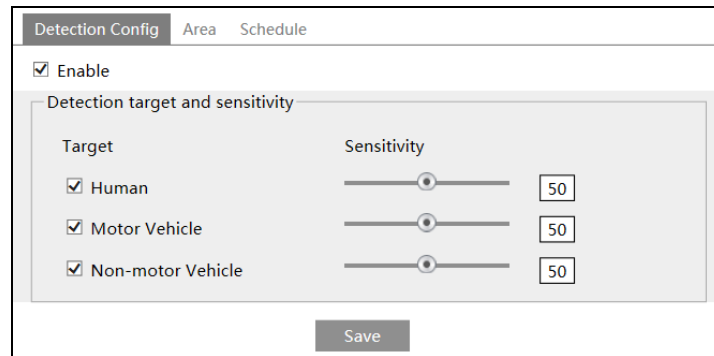 Detection Config Area Schedule
Enable
Detection target and sensitivity
Target Sensitivity
Human 50
Motor Vehicle 50
Non-motor Vehicle 50
Save